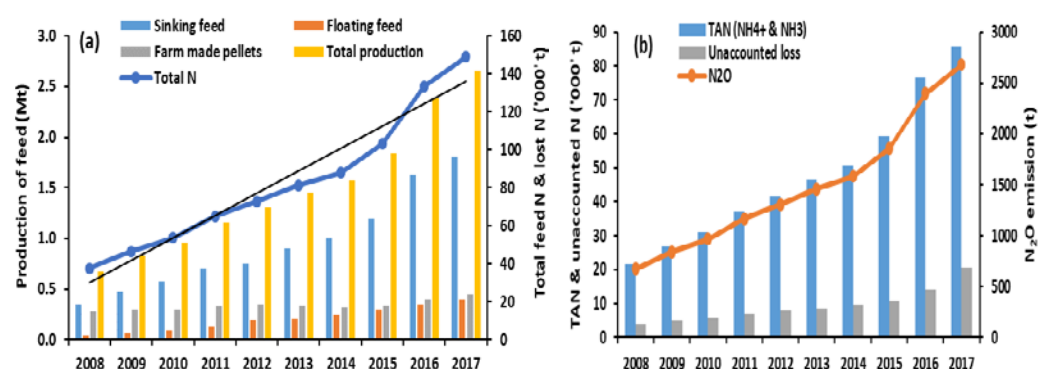 (a)
Sinking feed
Floating feed
Farm made pellets
Total production
Total N
Production of feed (Mt)
3.0
2.5
2.0
1.5
1.0
0.5
0.0
Total feed N & lost N ('000' t)
160
140
120
100
80
60
40
20
0
2008 2009 2010 2011 2012 2013 2014 2015 2016 2017
(b)
TAN (NH4+ & NH3)
Unaccounted loss
N2O
TAN & unaccounted N ('000' t)
90
80
70
60
50
40
30
20
10
0
N₂O emission (t)
3000
2500
2000
1500
1000
500
0
2008 2009 2010 2011 2012 2013 2014 2015 2016 2017